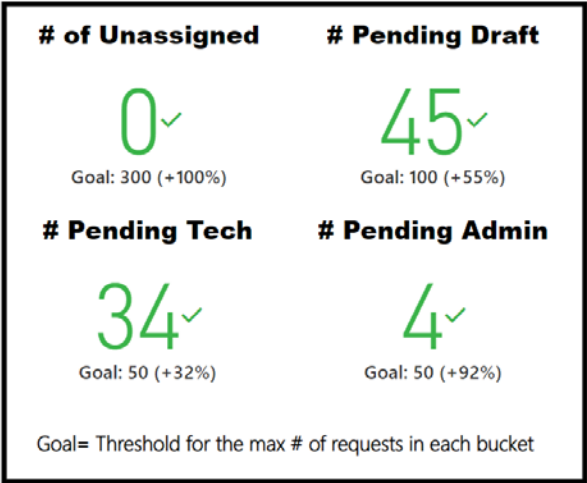 # of Unassigned
# Pending Draft
0
45
Goal: 300 (+100%)
Goal: 100 (+55%)
# Pending Tech
# Pending Admin
34
4
Goal: 50 (+32%)
Goal: 50 (+92%)
Goal= Threshold for the max # of requests in each bucket